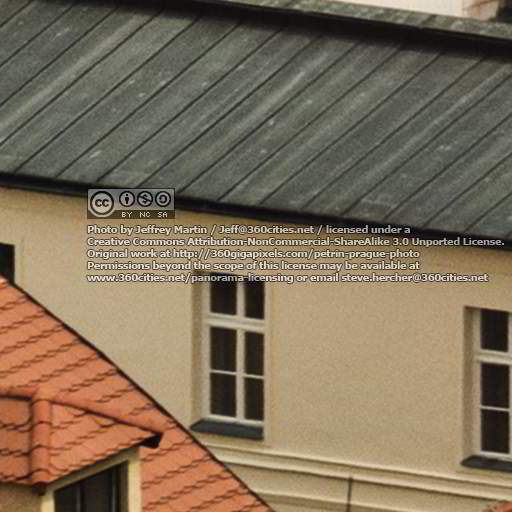 cc
BY NC SA
Photo by Jeffrey Martin / Jeff@360cities.net / licensed under a
Creative Commons Attribution-NonCommercial-ShareAlike 3.0 Unported License.
Original work at http://360gigapixels.com/petrin-prague-photo
Permissions beyond the scope of this license may be available at
www.360cities.net/panorama-licensing or email steve.hercher@360cities.net